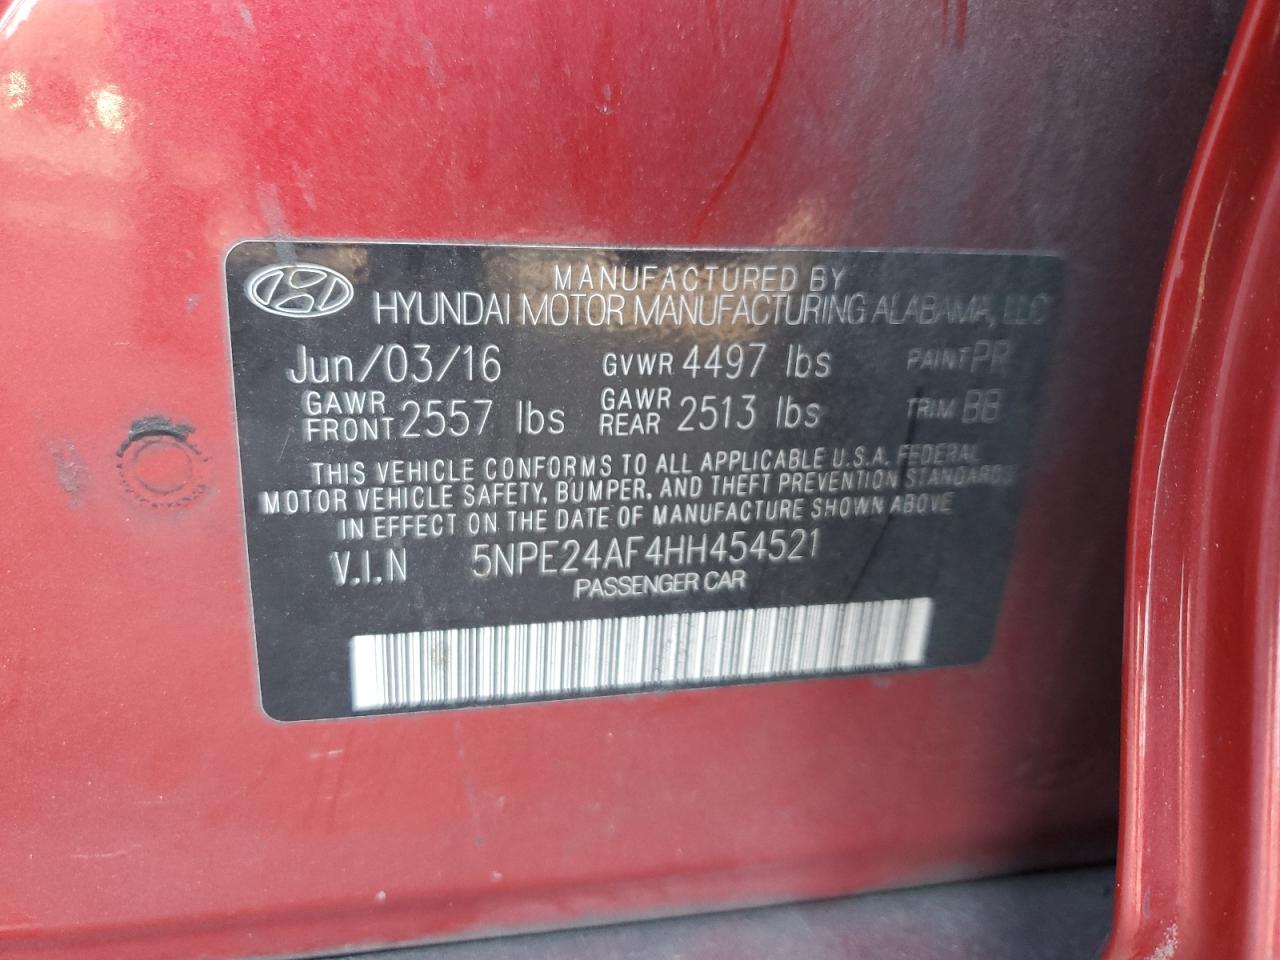 MANUFACTURED BY
HYUNDAI MOTOR MANUFACTURING ALABAMA, LLC
Jun/03/16 GVWR 4497 lbs PAINT PR
GAWR FRONT 2557 lbs GAWR REAR 2513 lbs TRIM BB
THIS VEHICLE CONFORMS TO ALL APPLICABLE U.S.A. FEDERAL
MOTOR VEHICLE SAFETY, BUMPER, AND THEFT PREVENTION STANDARDS
IN EFFECT ON THE DATE OF MANUFACTURE SHOWN ABOVE
V.I.N 5NPE24AF4HH454521
PASSENGER CAR